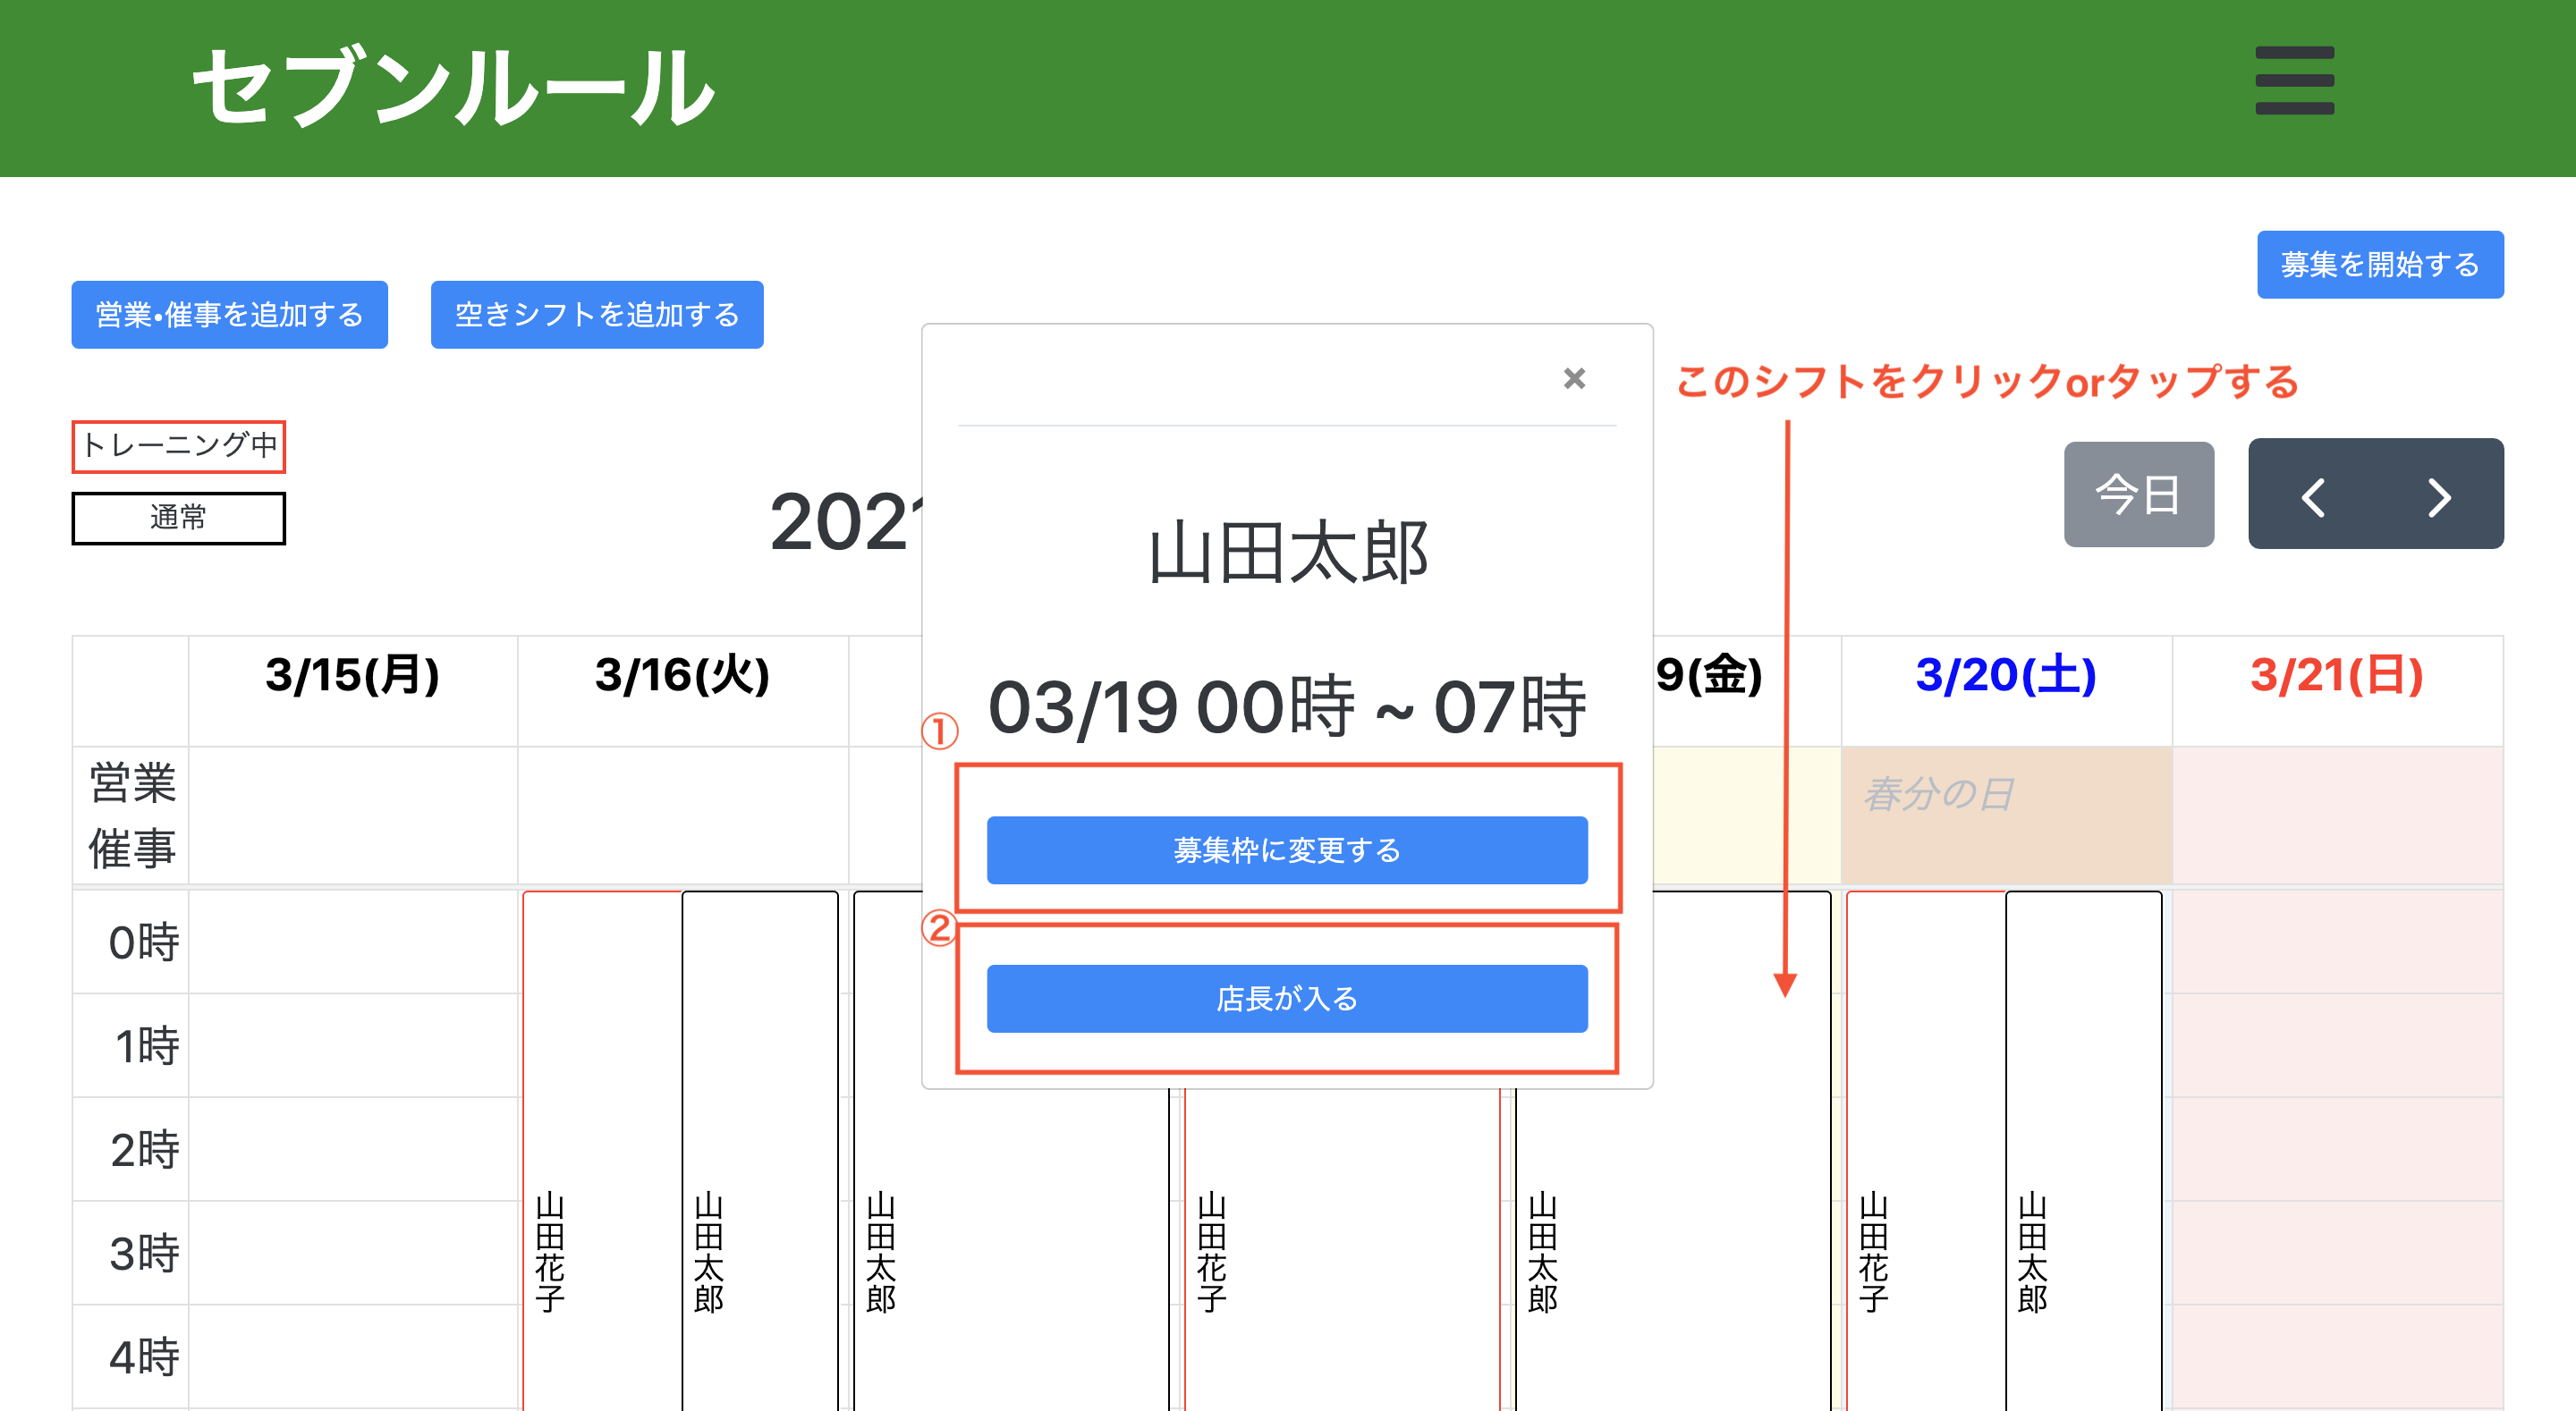 セブンルール
募集を開始する
営業•催事を追加する
空きシフトを追加する
×
このシフトをクリックorタップする
トレーニング中
通常
2021
今日
山田太郎
03/19 00時 ~ 07時
①
募集枠に変更する
②
店長が入る
3/15(月)
3/16(火)
9(金)
3/20(土)
3/21(日)
営業
催事
春分の日
0時
1時
2時
3時
4時
山田花子
山田太郎
山田太郎
山田花子
山田太郎
山田花子
山田太郎